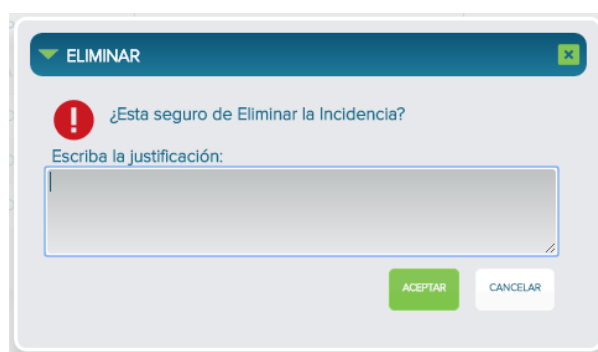 ELIMINAR
¿Esta seguro de Eliminar la Incidencia?
Escriba la justificación:
ACEPTAR CANCELAR